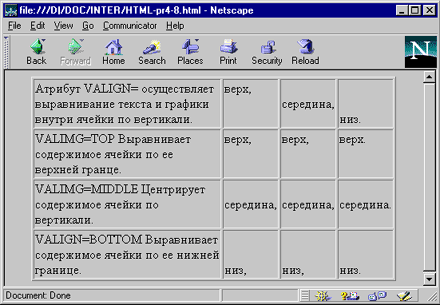 file:///D|/DOC/INTER/HTML-pr4-8.html - Netscape
File Edit View Go Communicator Help
Back Forward Home Search Places Print Security Reload
N
Атрибут VALIGN= осуществляет
выравнивание текста и графики
внутри ячейки по вертикали.
верх,
середина,
низ.
VALIMG=TOP Выравнивает
содержимое ячейки по ее
верхней гранце.
верх, верх, верх.
VALIMG=MIDDLE Центрирует
содержимое ячейки по
вертикали.
середина, середина, середина.
VALIGN=BOTTOM Выравнивает
содержимое ячейки по ее нижней
границе.
низ, низ, низ.
Document: Done